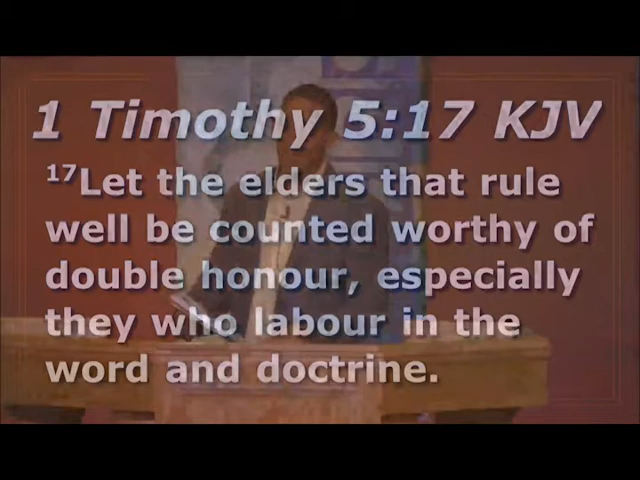 1 Timothy 5:17 KJV
17Let the elders that rule
well be counted worthy of
double honour, especially
they who labour in the
word and doctrine.